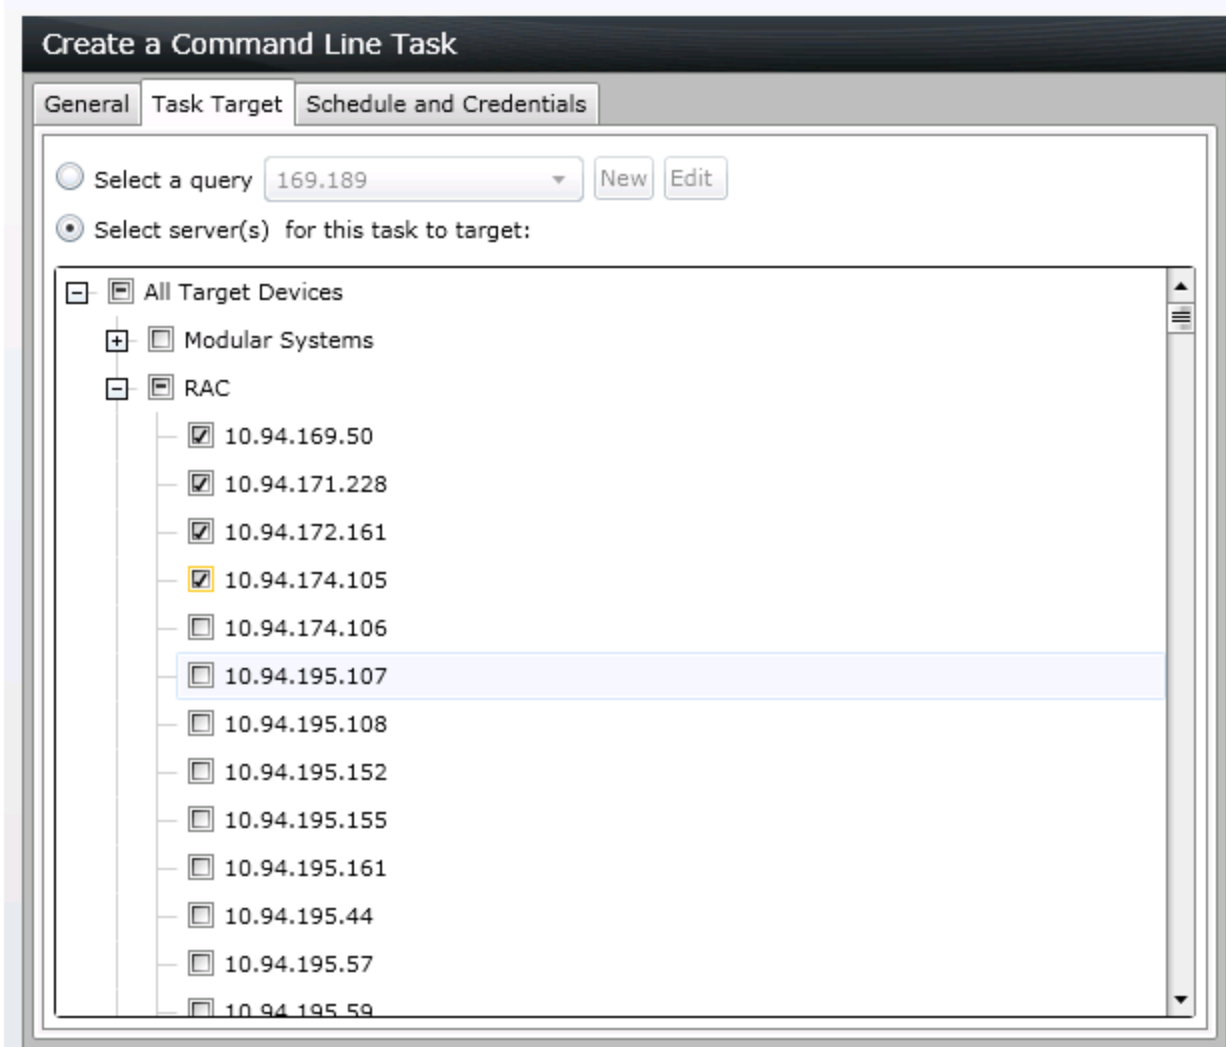 Create a Command Line Task
General Task Target Schedule and Credentials
Select a query 169.189 New Edit
Select server(s) for this task to target:
All Target Devices
Modular Systems
RAC
10.94.169.50
10.94.171.228
10.94.172.161
10.94.174.105
10.94.174.106
10.94.195.107
10.94.195.108
10.94.195.152
10.94.195.155
10.94.195.161
10.94.195.44
10.94.195.57
10.94.195.59